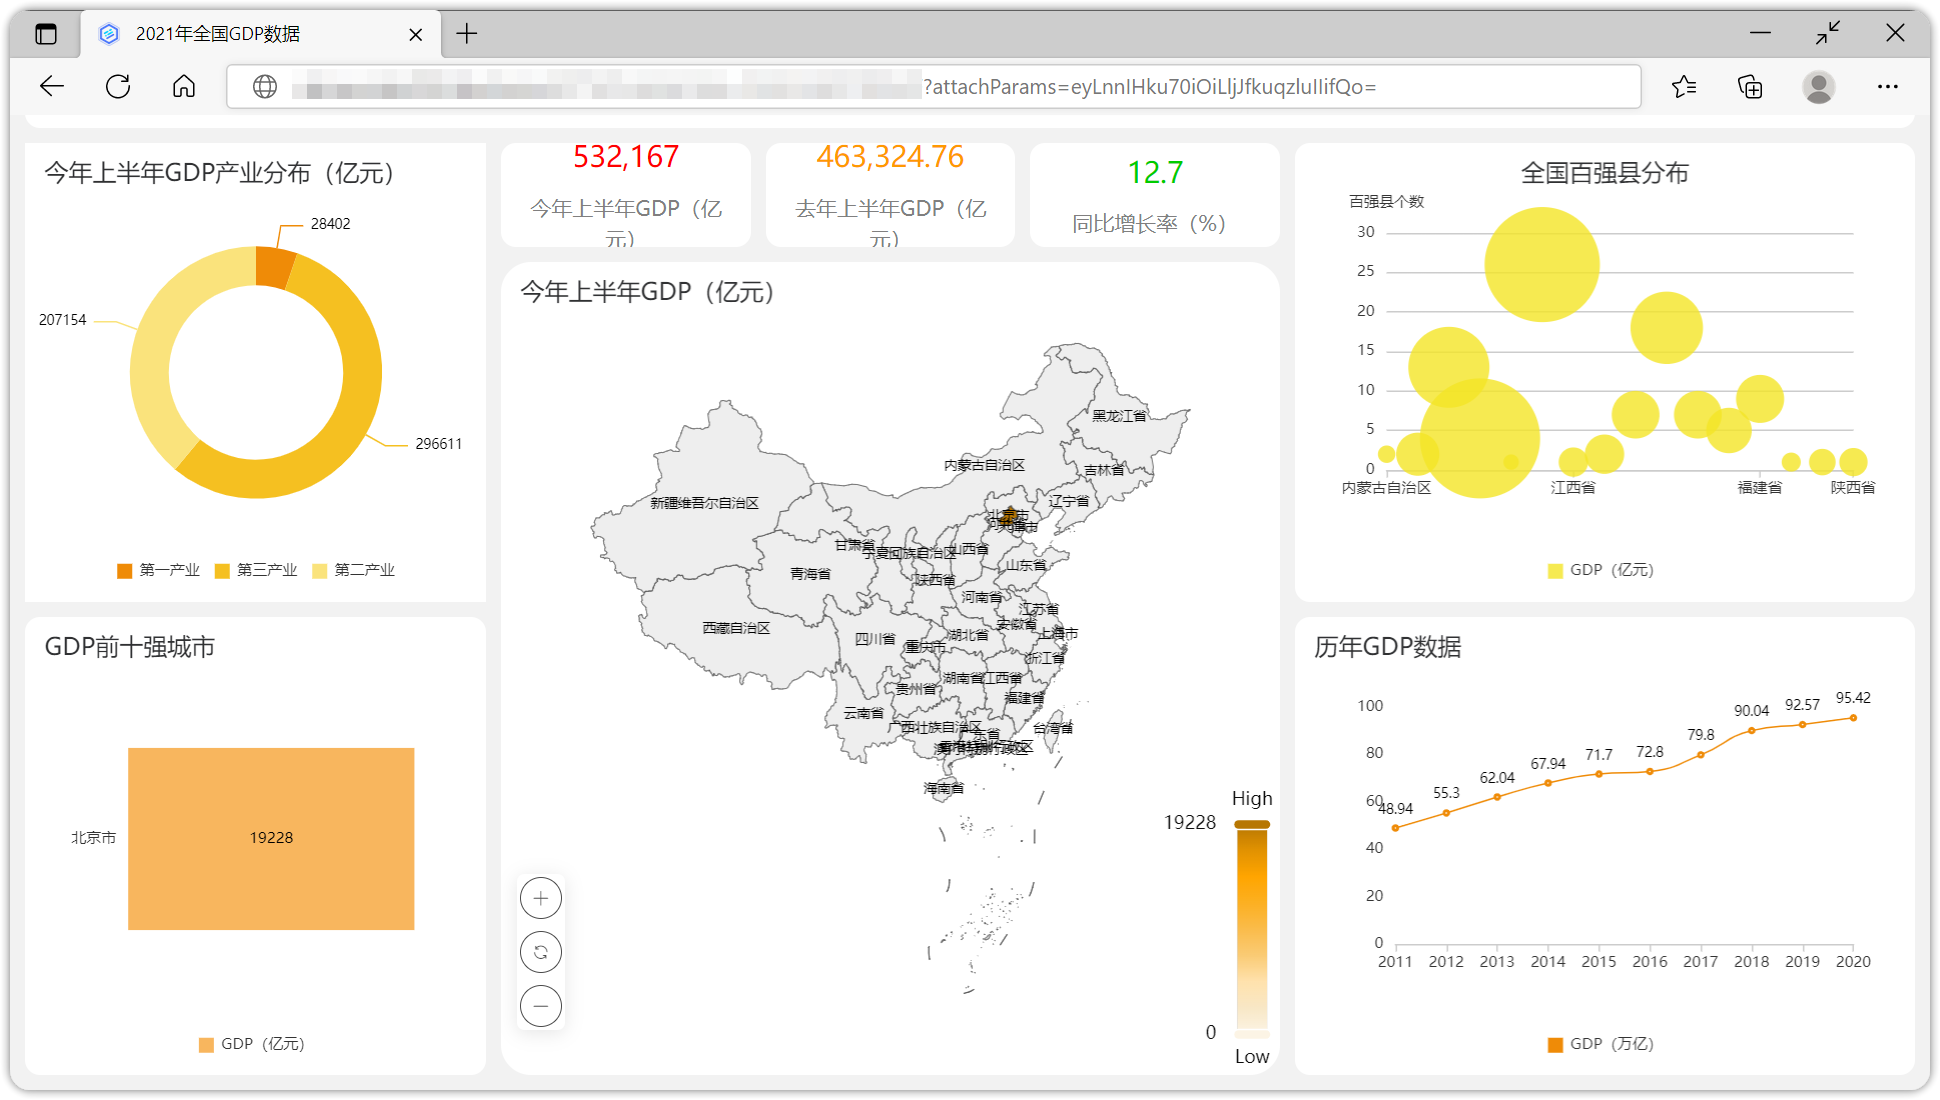 2021年全国GDP数据
?attachParams=eyLnnIHku70iOiLljJfkuqzluIIifQo=
今年上半年GDP产业分布（亿元）
28402
207154
296611
第一产业
第三产业
第二产业
532,167
今年上半年GDP（亿
元）
463,324.76
去年上半年GDP（亿
元）
12.7
同比增长率（%）
全国百强县分布
百强县个数
30
25
20
15
10
5
0
内蒙古自治区
江西省
福建省
陕西省
GDP（亿元）
今年上半年GDP（亿元）
黑龙江省
内蒙古自治区
吉林省
新疆维吾尔自治区
辽宁省
北京市
甘肃省
宁夏回族自治区
山西省
山东省
青海省
陕西省
河南省
江苏省
西藏自治区
安徽省
上海市
四川省
湖北省
重庆市
浙江省
湖南省
江西省
贵州省
福建省
云南省
广西壮族自治区
台湾省
海南省
High
19228
0
Low
GDP前十强城市
北京市
19228
GDP（亿元）
历年GDP数据
100
80
60
40
20
0
48.94
55.3
62.04
67.94
71.7
72.8
79.8
90.04
92.57
95.42
2011
2012
2013
2014
2015
2016
2017
2018
2019
2020
GDP（万亿）